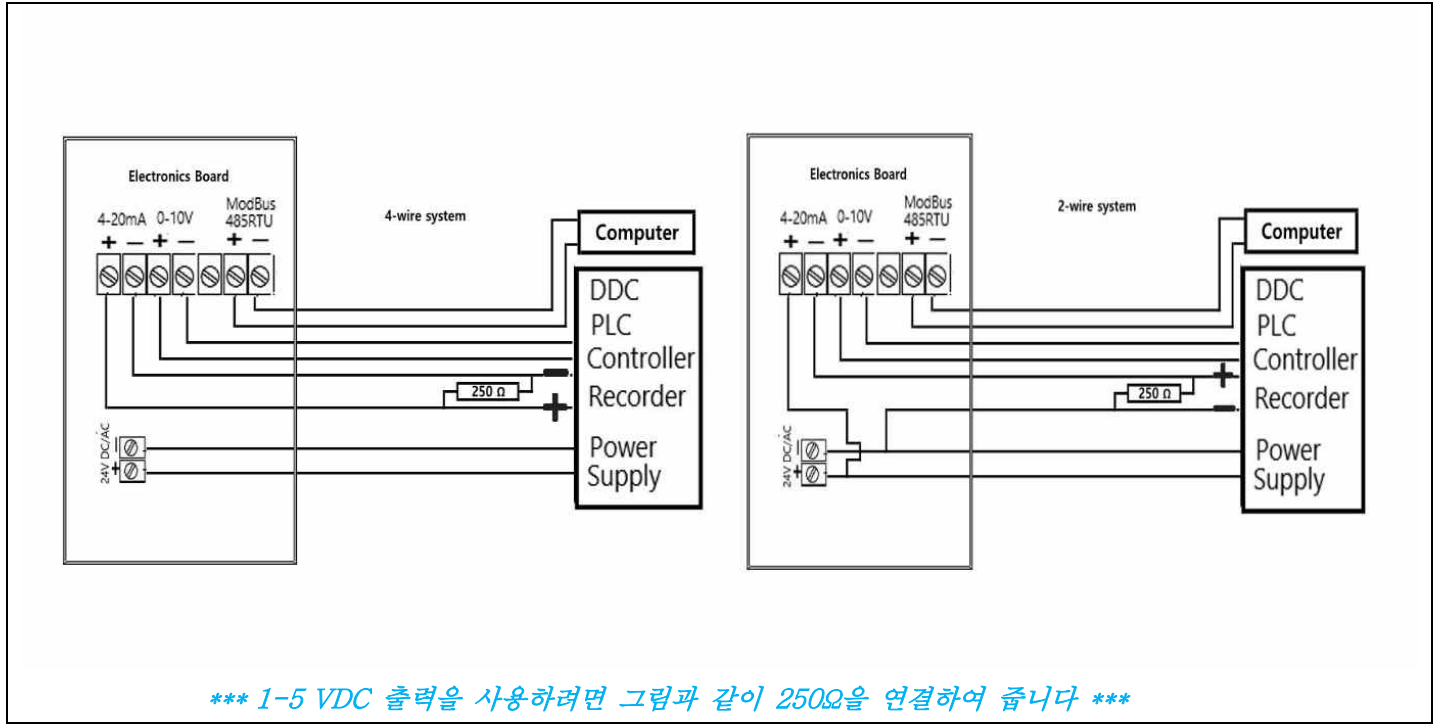 Electronics Board
4-20mA 0-10V ModBus 485RTU
+ − + − + −
4-wire system
Computer
DDC
PLC
Controller
Recorder
− 
250 Ω
+
24V DC/AC
− 
+
Power
Supply
Electronics Board
4-20mA 0-10V ModBus 485RTU
+ − + − + −
2-wire system
Computer
DDC
PLC
Controller
Recorder
+
250 Ω
−
24V DC/AC
−
+
Power
Supply
*** 1-5 VDC 출력을 사용하려면 그림과 같이 250Ω을 연결하여 줍니다 ***